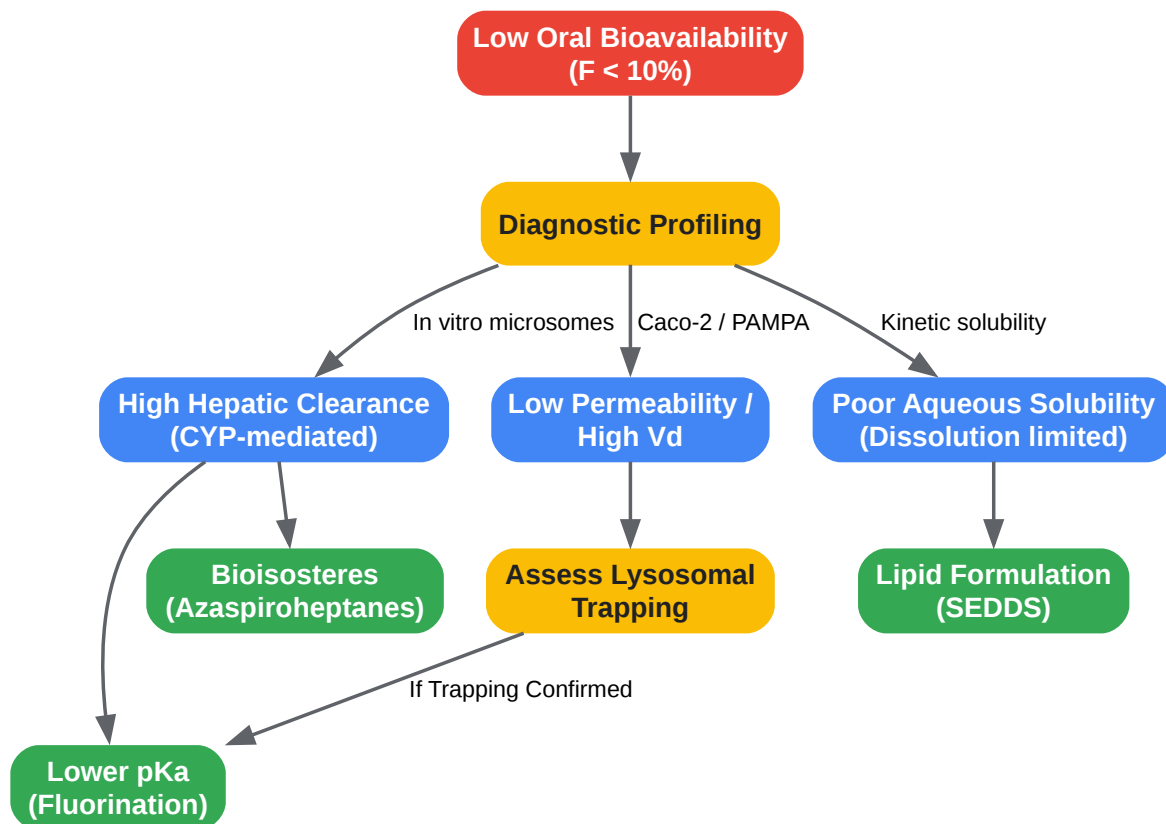 Low Oral Bioavailability
(F < 10%)
Diagnostic Profiling
In vitro microsomes
Caco-2 / PAMPA
Kinetic solubility
High Hepatic Clearance
(CYP-mediated)
Low Permeability /
High Vd
Poor Aqueous Solubility
(Dissolution limited)
Bioisosteres
(Azaspiroheptanes)
Assess Lysosomal
Trapping
Lipid Formulation
(SEDDS)
If Trapping Confirmed
Lower pKa
(Fluorination)